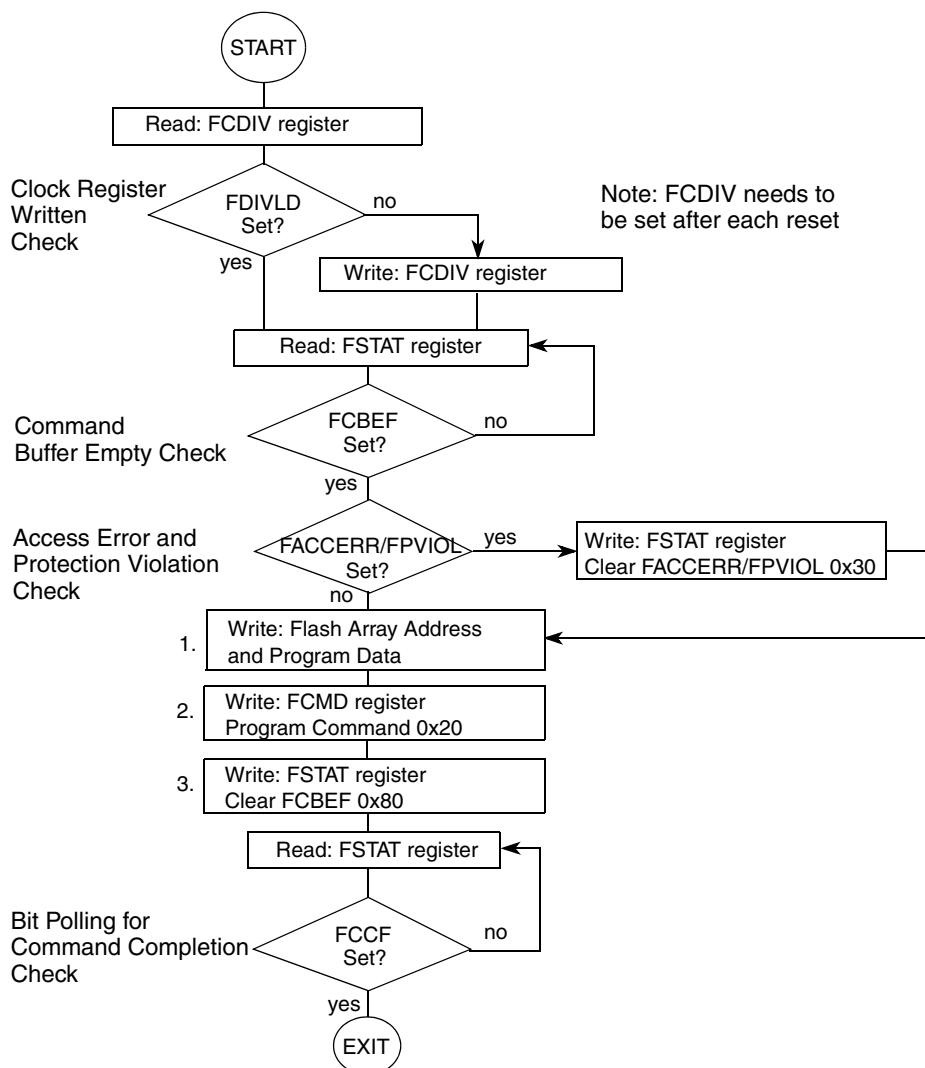 START
Read: FCDIV register
Clock Register
Written
Check
FDIVLD
Set?
no
yes
Note: FCDIV needs to
be set after each reset
Write: FCDIV register
Read: FSTAT register
Command
Buffer Empty Check
FCBEF
Set?
no
yes
Access Error and
Protection Violation
Check
FACCERR/FPVIOL
Set?
yes
no
Write: FSTAT register
Clear FACCERR/FPVIOL 0x30
1.
Write: Flash Array Address
and Program Data
2.
Write: FCMD register
Program Command 0x20
3.
Write: FSTAT register
Clear FCBEF 0x80
Read: FSTAT register
Bit Polling for
Command Completion
Check
FCCF
Set?
no
yes
EXIT